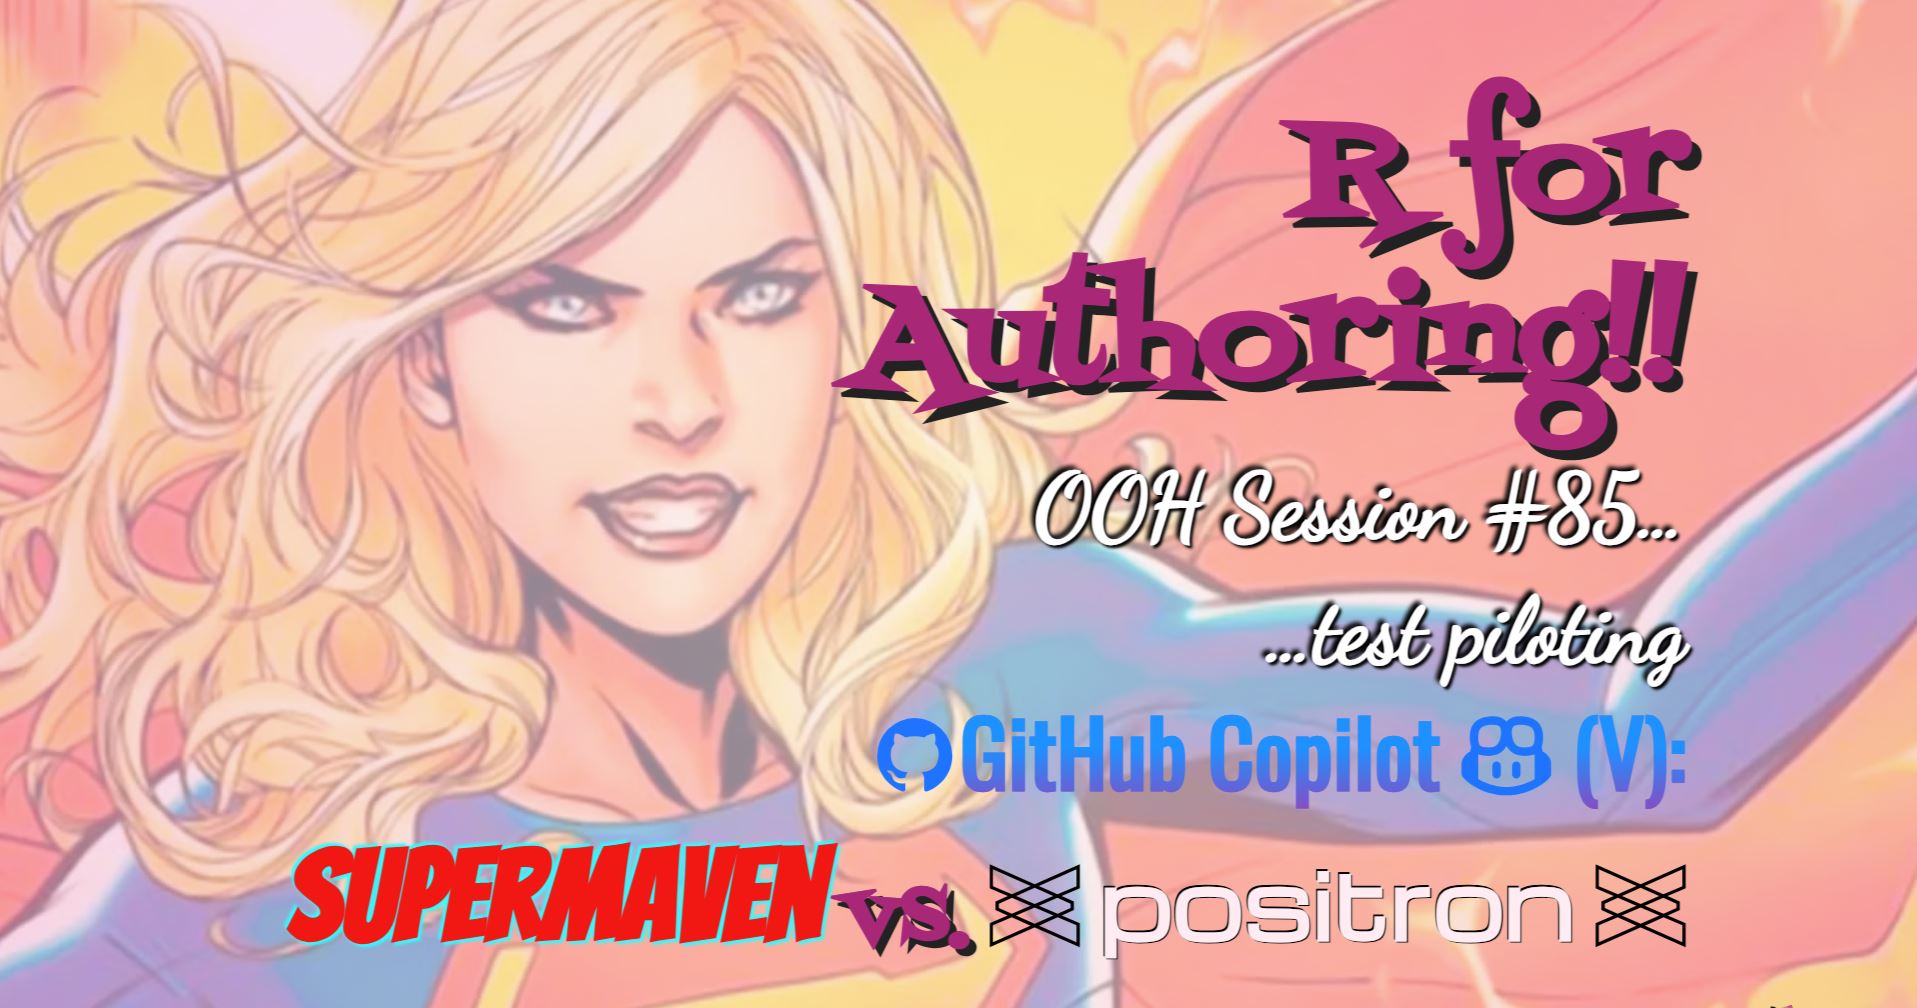 R for
Authoring!!
OOH Session #85...
...test piloting
GitHub Copilot (V):
SUPERMAVEN vs. positron